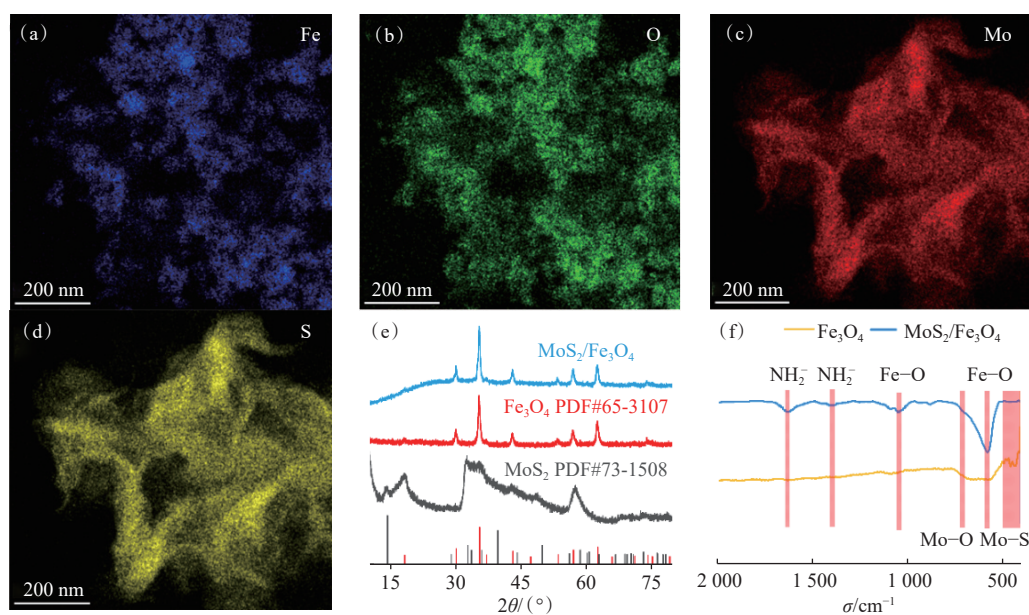 （a）
Fe
200 nm
（b）
O
200 nm
（c）
Mo
200 nm
（d）
S
200 nm
（e）
MoS₂/Fe₃O₄
Fe₃O₄ PDF#65-3107
MoS₂ PDF#73-1508
15 30 45 60 75
2θ/（°）
（f）
Fe₃O₄ MoS₂/Fe₃O₄
NH₂⁻ NH₂⁻ Fe−O Fe−O
Mo−O Mo−S
2 000 1 500 1 000 500
σ/cm⁻¹